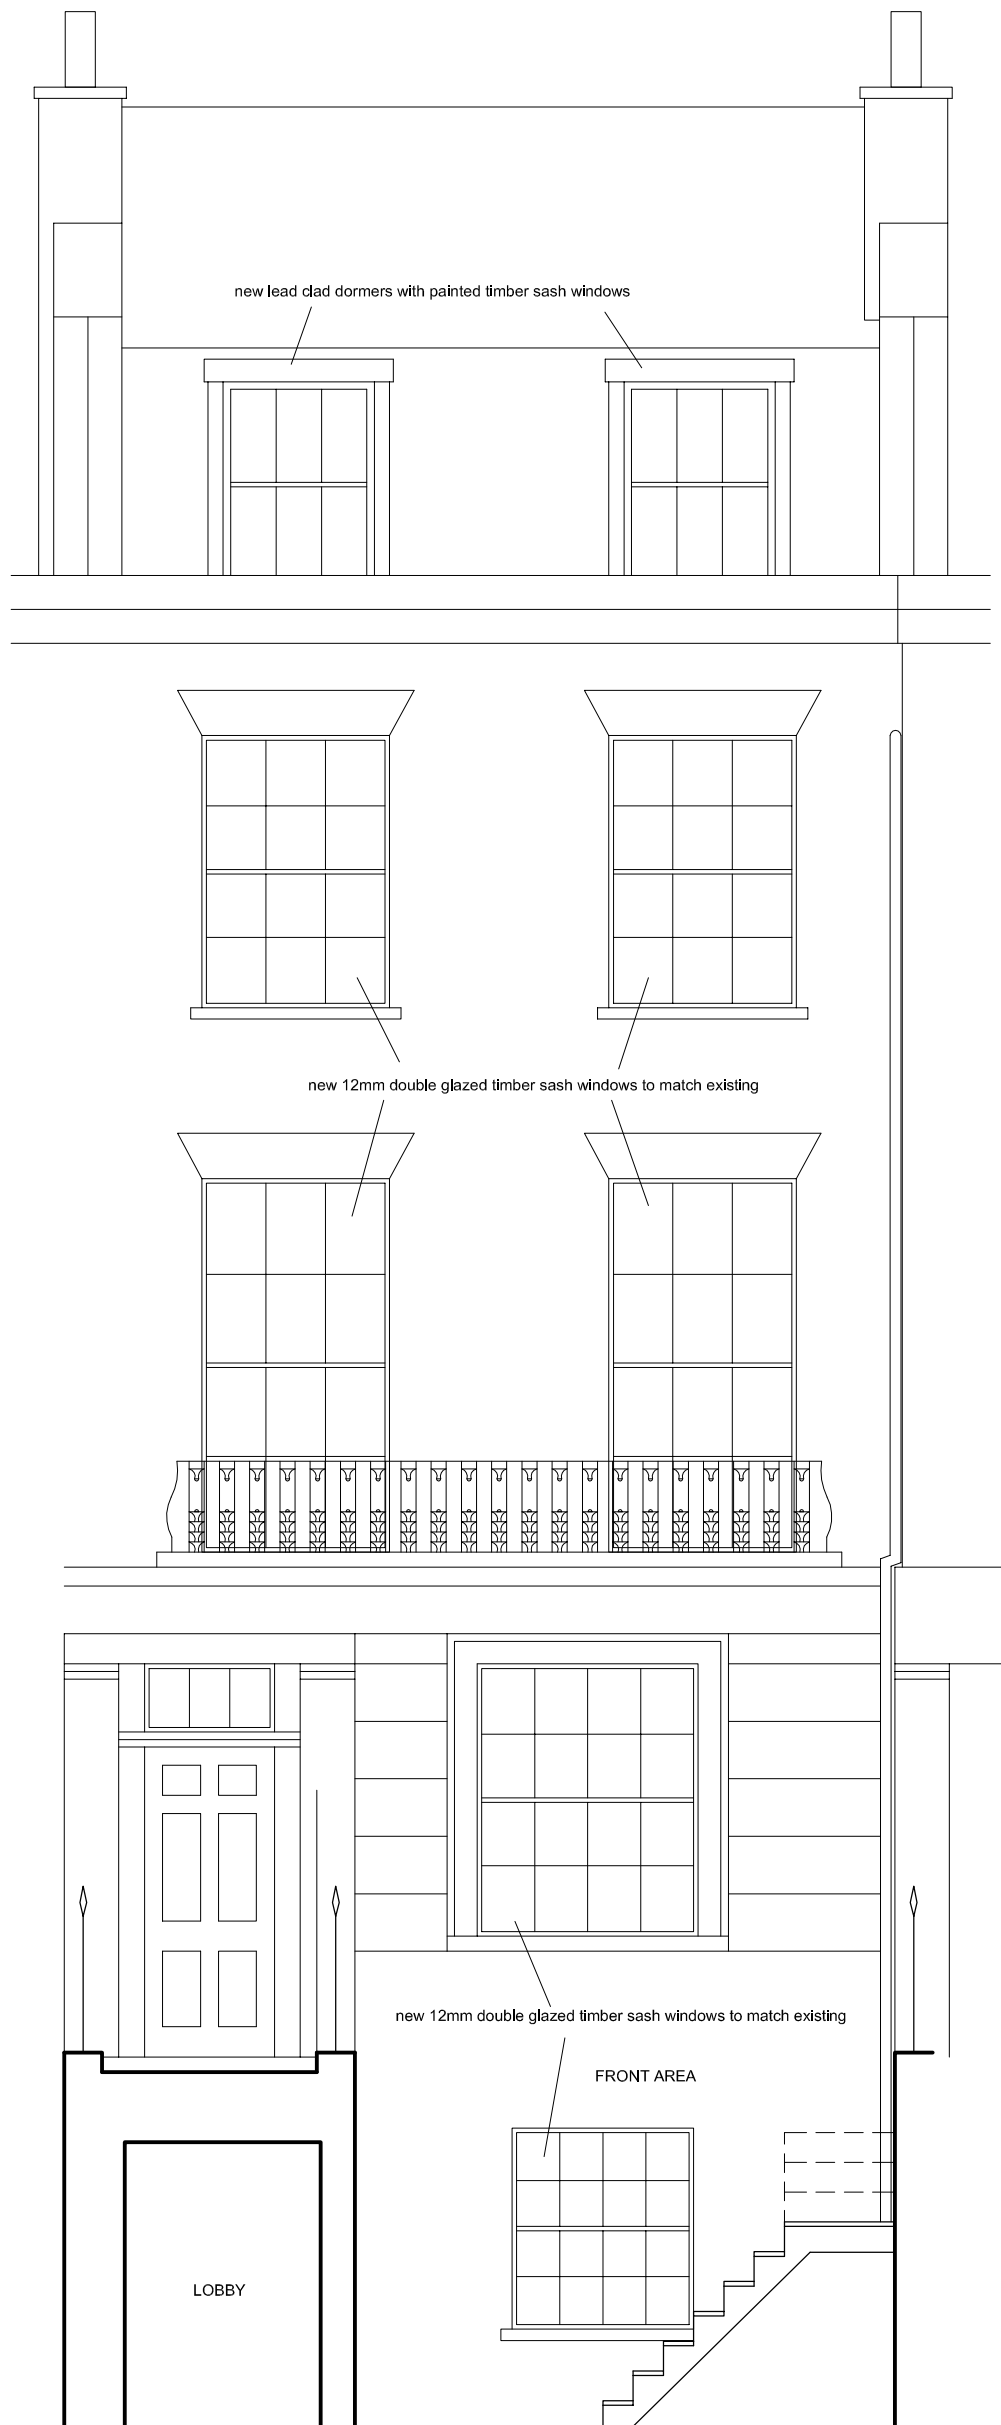 new lead clad dormers with painted timber sash windows
new 12mm double glazed timber sash windows to match existing
new 12mm double glazed timber sash windows to match existing
FRONT AREA
LOBBY